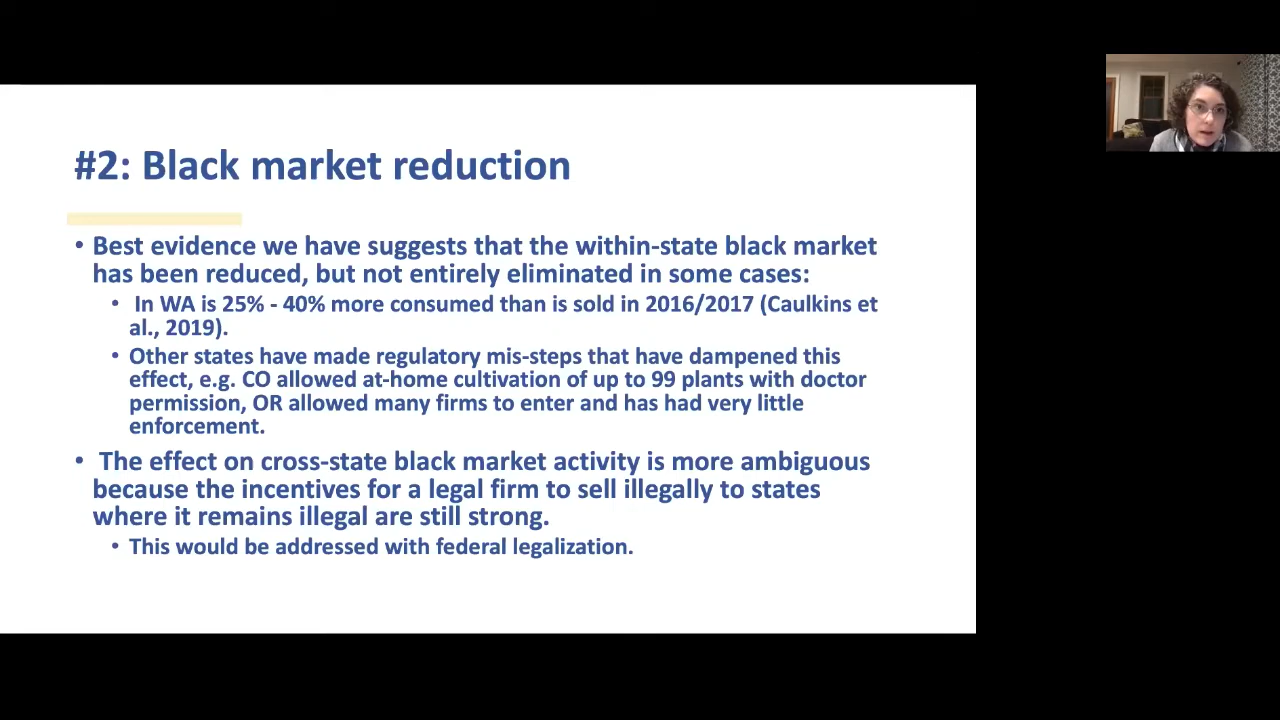 #2: Black market reduction
• Best evidence we have suggests that the within-state black market
has been reduced, but not entirely eliminated in some cases:
• In WA is 25% - 40% more consumed than is sold in 2016/2017 (Caulkins et
al., 2019).
• Other states have made regulatory mis-steps that have dampened this
effect, e.g. CO allowed at-home cultivation of up to 99 plants with doctor
permission, OR allowed many firms to enter and has had very little
enforcement.
• The effect on cross-state black market activity is more ambiguous
because the incentives for a legal firm to sell illegally to states
where it remains illegal are still strong.
• This would be addressed with federal legalization.